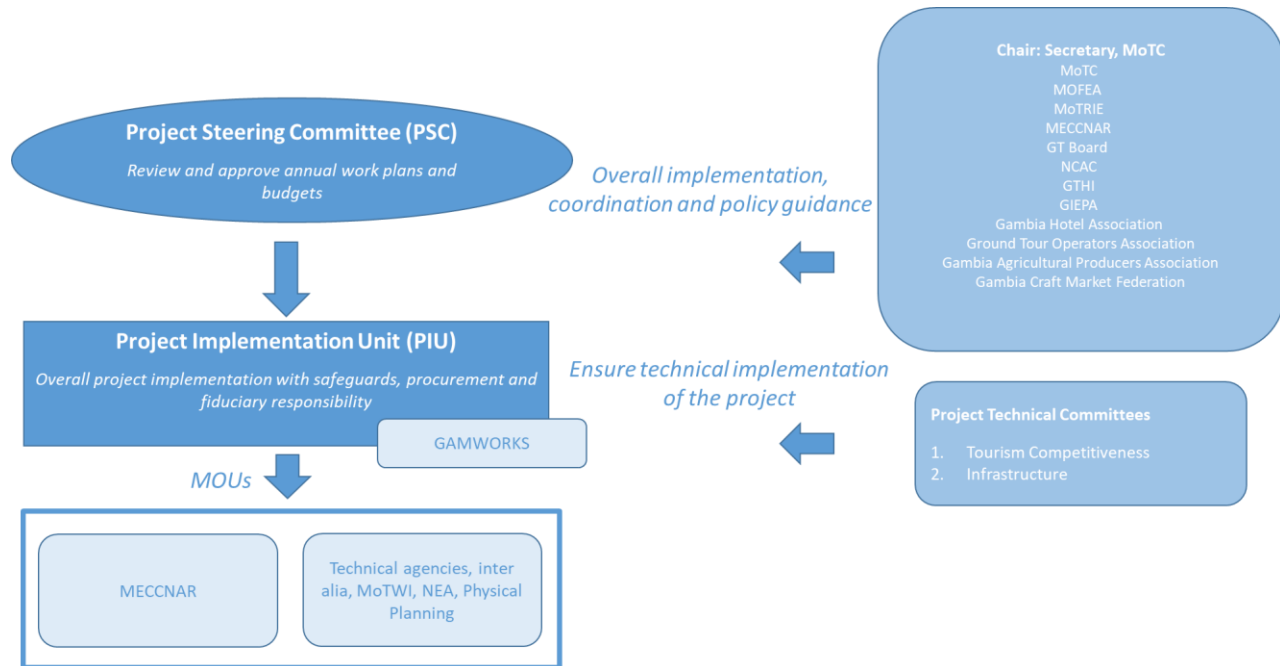 Project Steering Committee (PSC)
Review and approve annual work plans and
budgets
Overall implementation,
coordination and policy guidance
Chair: Secretary, MoTC
MoTC
MOFEA
MoTRIE
MECCNAR
GT Board
NCAC
GTHI
GIEPA
Gambia Hotel Association
Ground Tour Operators Association
Gambia Agricultural Producers Association
Gambia Craft Market Federation
Project Implementation Unit (PIU)
Overall project implementation with safeguards, procurement and
fiduciary responsibility
GAMWORKS
Ensure technical implementation
of the project
Project Technical Committees
1. Tourism Competitiveness
2. Infrastructure
MOUs
MECCNAR
Technical agencies, inter
alia, MoTWI, NEA, Physical
Planning